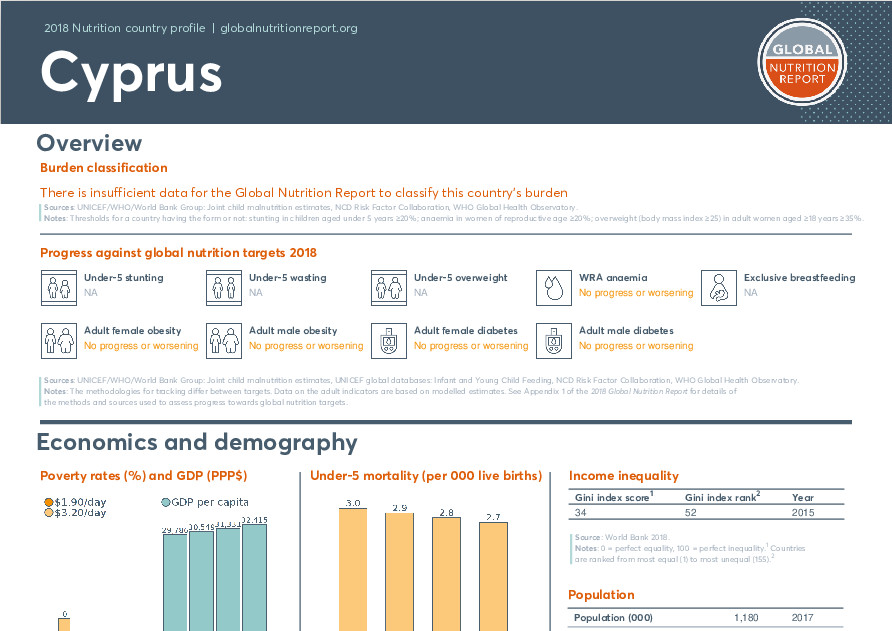 2018 Nutrition country profile | globalnutritionreport.org
Cyprus
GLOBAL
NUTRITION
REPORT
Overview
Burden classification
There is insufficient data for the Global Nutrition Report to classify this country's burden
Sources: UNICEF/WHO/World Bank Group: Joint child malnutrition estimates, NCD Risk Factor Collaboration, WHO Global Health Observatory.
Notes: Thresholds for a country having the form or not: stunting in children aged under 5 years ≥20%; anaemia in women of reproductive age ≥20%; overweight (body mass index ≥25) in adult women aged ≥18 years ≥35%.
Progress against global nutrition targets 2018
Under-5 stunting
NA
Under-5 wasting
NA
Under-5 overweight
NA
WRA anaemia
No progress or worsening
Exclusive breastfeeding
NA
Adult female obesity
No progress or worsening
Adult male obesity
No progress or worsening
Adult female diabetes
No progress or worsening
Adult male diabetes
No progress or worsening
Sources: UNICEF/WHO/World Bank Group: Joint child malnutrition estimates, UNICEF global databases: Infant and Young Child Feeding, NCD Risk Factor Collaboration, WHO Global Health Observatory.
Notes: The methodologies for tracking differ between targets. Data on the adult indicators are based on modelled estimates. See Appendix 1 of the 2018 Global Nutrition Report for details of
the methods and sources used to assess progress towards global nutrition targets.
Economics and demography
Poverty rates (%) and GDP (PPP$)
$1.90/day
$3.20/day
GDP per capita
29,786 30,549 31,331 32,415
0
Under-5 mortality (per 000 live births)
3.0 2.9 2.8 2.7
Income inequality
Gini index score¹ Gini index rank² Year
34 52 2015
Source: World Bank 2018.
Notes: 0 = perfect equality, 100 = perfect inequality.¹ Countries
are ranked from most equal (1) to most unequal (155).²
Population
Population (000) 1,180 2017